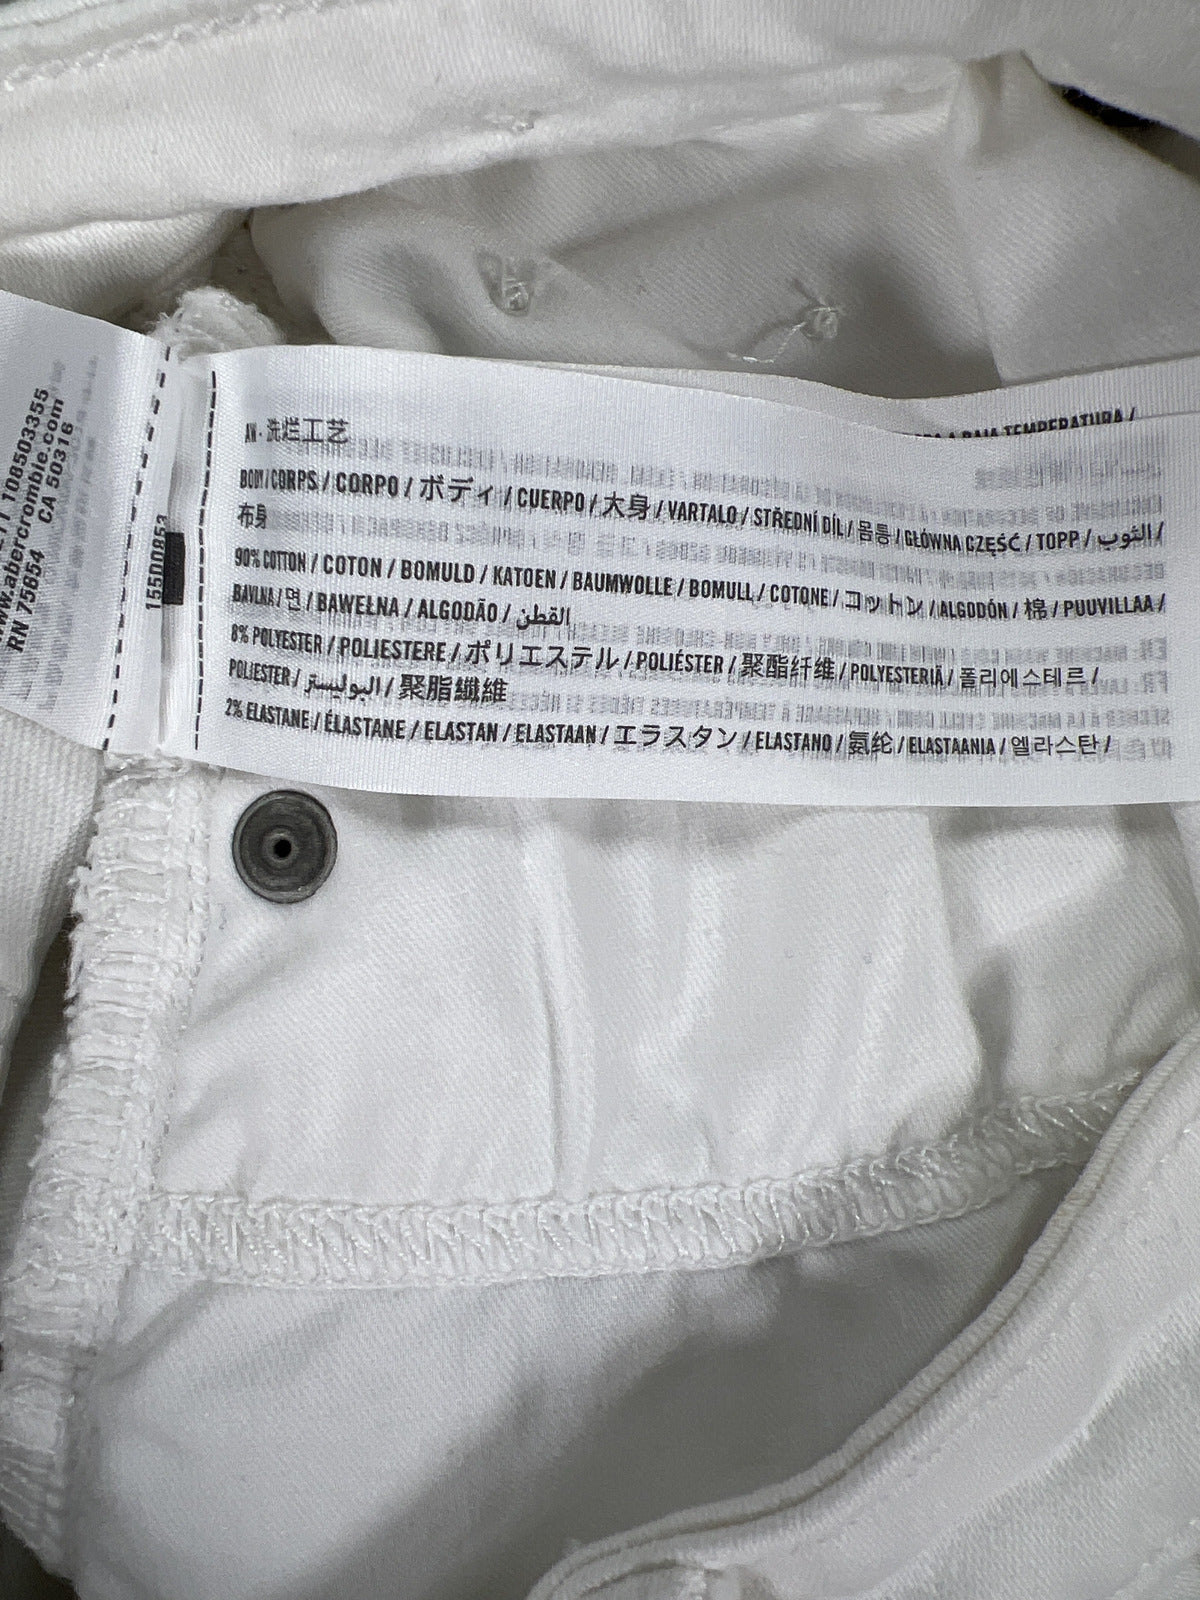 108503355
www.abercrombie.com
RN 75654 CA 50316
15500853
A BAJA TEMPERATURA /
AW - 洗烂工艺
BODY / CORPS / CORPO / ボディ / CUERPO / 大身 / VARTALO / STŘEDNÍ DÍL / 몸통 / GŁÓWNA CZĘŚĆ / TOPP / الثوب /
布身
90% COTTON / COTON / BOMULD / KATOEN / BAUMWOLLE / BOMULL / COTONE / コットン / ALGODÓN / 棉 / PUUVILLAA /
BAVLNA / 면 / BAWEŁNA / ALGODÃO / القطن
8% POLYESTER / POLIESTERE / ポリエステル / POLIÉSTER / 聚酯纤维 / POLYESTERIÄ / 폴리에스테르 /
POLIESTER / البوليستر / 聚脂纖維
2% ELASTANE / ÉLASTANE / ELASTAN / ELASTAAN / エラスタン / ELASTANO / 氨纶 / ELASTAANIA / 엘라스탄 /